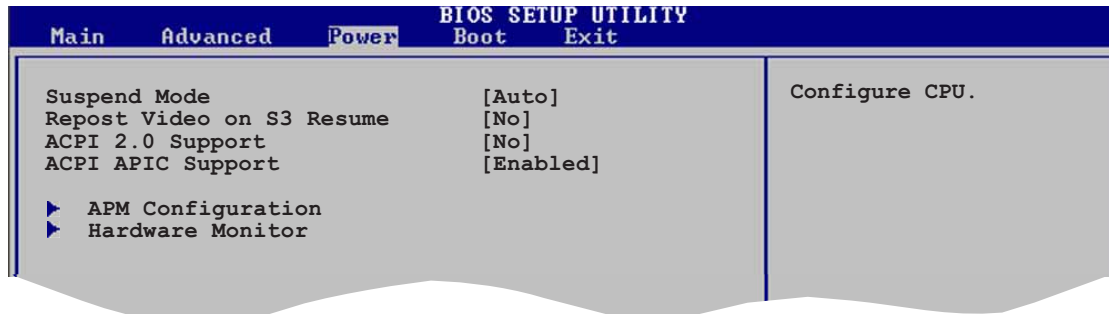 BIOS SETUP UTILITY
Main Advanced Power Boot Exit
Suspend Mode [Auto]
Repost Video on S3 Resume [No]
ACPI 2.0 Support [No]
ACPI APIC Support [Enabled]
APM Configuration
Hardware Monitor
Configure CPU.